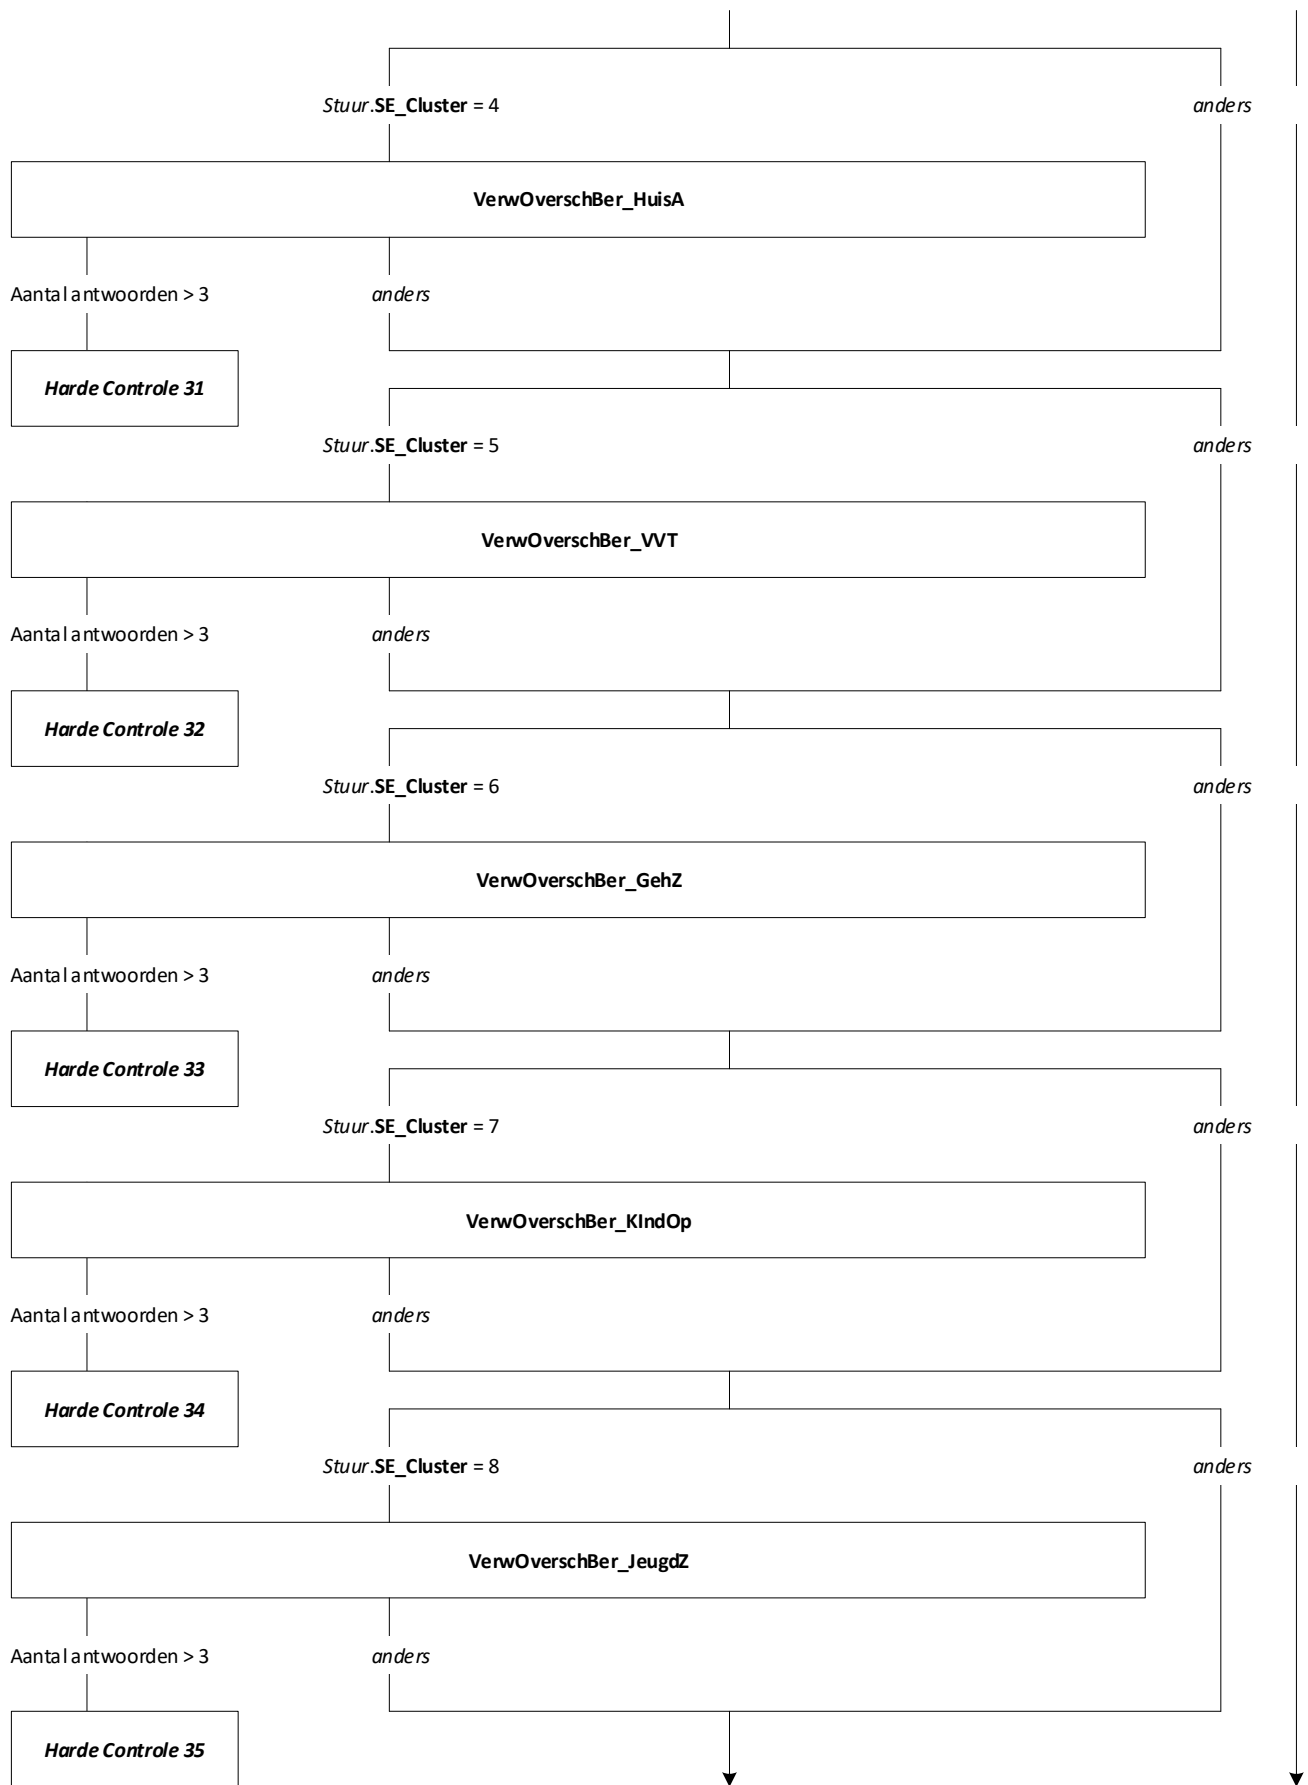 Stuur.SE_Cluster = 4 anders
VerwOverschBer_HuisA
Aantal antwoorden > 3 anders
Harde Controle 31
Stuur.SE_Cluster = 5 anders
VerwOverschBer_VVT
Aantal antwoorden > 3 anders
Harde Controle 32
Stuur.SE_Cluster = 6 anders
VerwOverschBer_GehZ
Aantal antwoorden > 3 anders
Harde Controle 33
Stuur.SE_Cluster = 7 anders
VerwOverschBer_KIndOp
Aantal antwoorden > 3 anders
Harde Controle 34
Stuur.SE_Cluster = 8 anders
VerwOverschBer_JeugdZ
Aantal antwoorden > 3 anders
Harde Controle 35